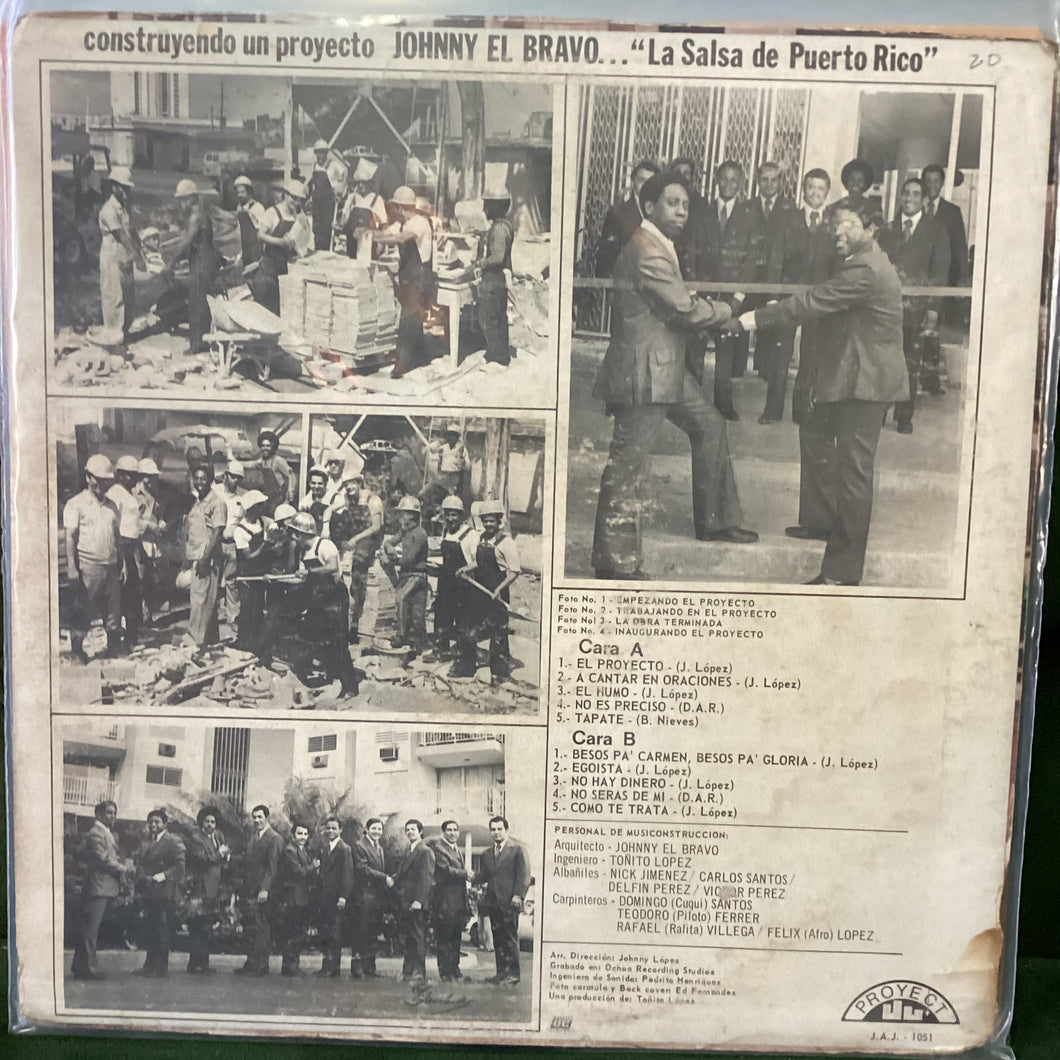 construyendo un proyecto JOHNNY EL BRAVO... "La Salsa de Puerto Rico"
20
Foto No. 1 - EMPEZANDO EL PROYECTO
Foto No. 2 - TRABAJANDO EN EL PROYECTO
Foto Nol 3 - LA OBRA TERMINADA
Foto No. 4 - INAUGURANDO EL PROYECTO
Cara A
1.- EL PROYECTO - (J. López)
2 - A CANTAR EN ORACIONES - (J. López)
3.- EL HUMO - (J. López)
4.- NO ES PRECISO - (D.A.R.)
5.- TAPATE - (B. Nieves)
Cara B
1.- BESOS PA' CARMEN, BESOS PA' GLORIA - (J. López)
2.- EGOISTA - (J. López)
3.- NO HAY DINERO - (J. López)
4.- NO SERAS DE MI - (D.A.R.)
5.- COMO TE TRATA - (J. López)
PERSONAL DE MUSICONSTRUCCION:
Arquitecto - JOHNNY EL BRAVO
Ingeniero - TOÑITO LOPEZ
Albañiles - NICK JIMENEZ / CARLOS SANTOS /
DELFIN PEREZ / VICTOR PEREZ
Carpinteros - DOMINGO (Cuqui) SANTOS
TEODORO (Piloto) FERRER
RAFAEL (Rafita) VILLEGA / FELIX (Afro) LOPEZ
Arr. Dirección: Johnny López
Grabado en: Ochoa Recording Studios
Ingeniero de Sonido: Pedrito Henriquez
Foto caratula y Back cover: Ed Fernandez
Una producción de: Toñito López
PROYECT
J.A.J. - 1051